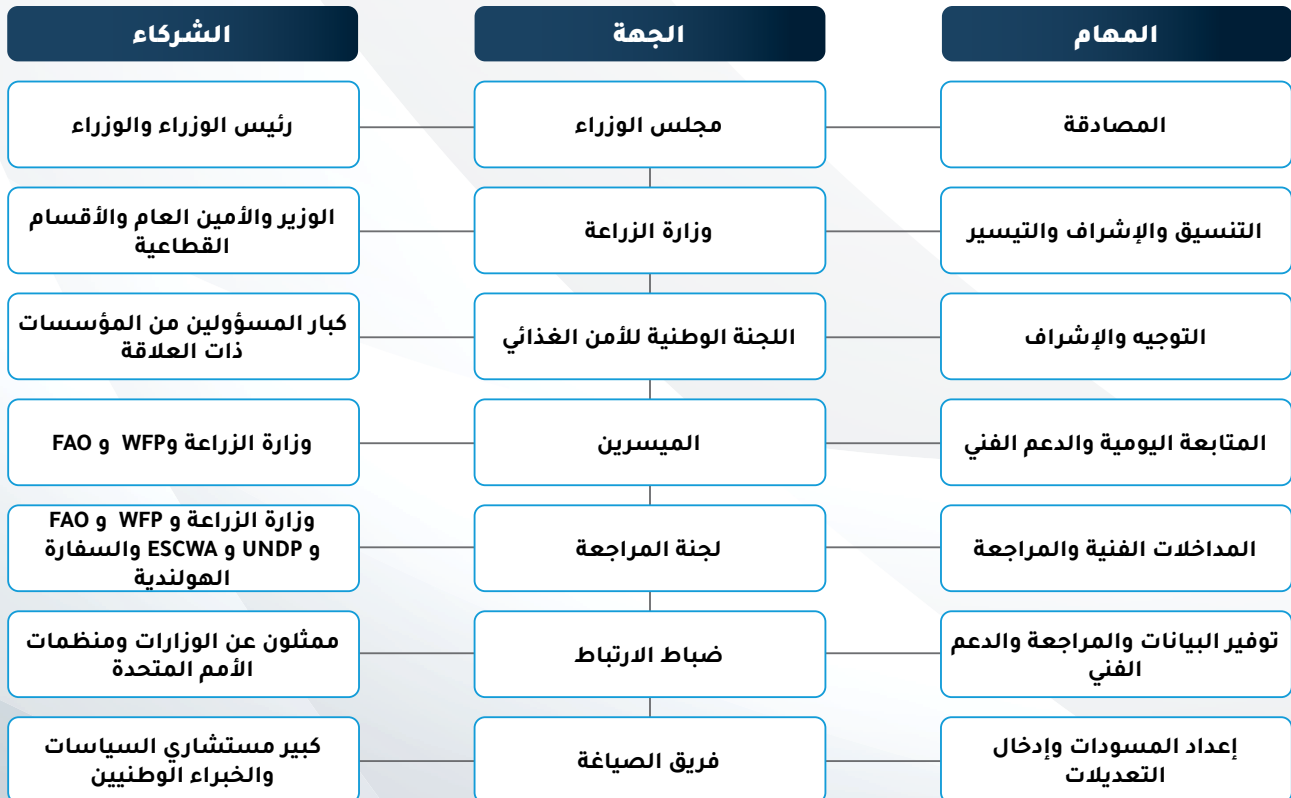 المهام
الجهة
الشركاء
المصادقة
مجلس الوزراء
رئيس الوزراء والوزراء
التنسيق والإشراف والتيسير
وزارة الزراعة
الوزير والأمين العام والأقسام
القطاعية
التوجيه والإشراف
اللجنة الوطنية للأمن الغذائي
كبار المسؤولين من المؤسسات
ذات العلاقة
المتابعة اليومية والدعم الفني
الميسرين
وزارة الزراعة وWFP و FAO
المداخلات الفنية والمراجعة
لجنة المراجعة
وزارة الزراعة و WFP و FAO
و UNDP و ESCWA والسفارة
الهولندية
توفير البيانات والمراجعة والدعم
الفني
ضباط الارتباط
ممثلون عن الوزارات ومنظمات
الأمم المتحدة
إعداد المسودات وإدخال
التعديلات
فريق الصياغة
كبير مستشاري السياسات
والخبراء الوطنيين